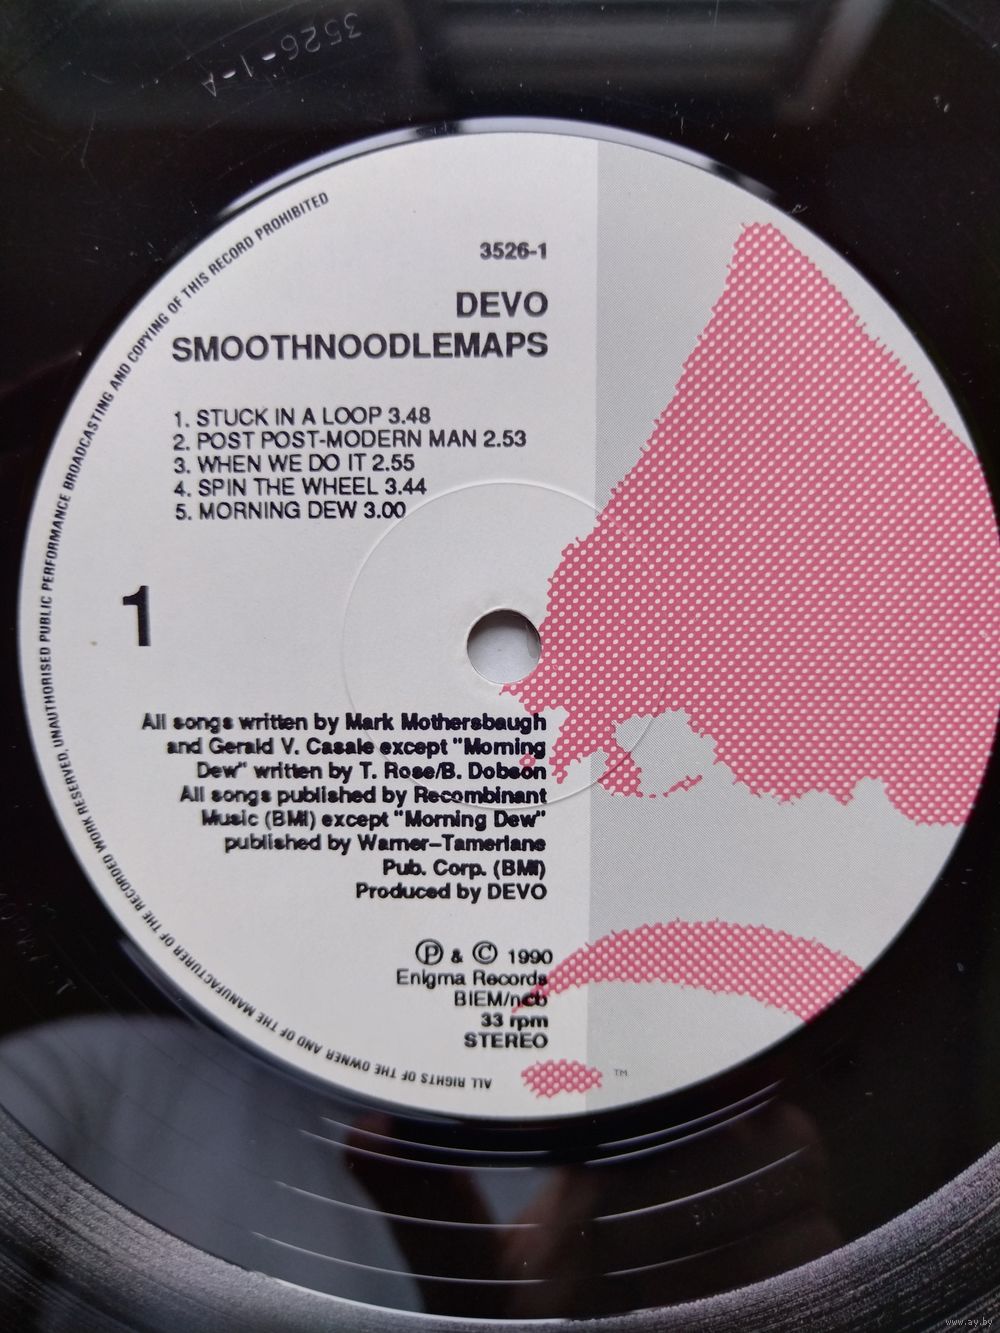 3526-1-A
3526-1
DEVO
SMOOTHNOODLEMAPS
1. STUCK IN A LOOP 3.48
2. POST POST-MODERN MAN 2.53
3. WHEN WE DO IT 2.55
4. SPIN THE WHEEL 3.44
5. MORNING DEW 3.00
1
All songs written by Mark Mothersbaugh
and Gerald V. Casale except "Morning
Dew" written by T. Rose/B. Dobson
All songs published by Recombinant
Music (BMI) except "Morning Dew"
published by Warner-Tamerlane
Pub. Corp. (BMI)
Produced by DEVO
Ⓟ & © 1990
Enigma Records
BIEM/ncb
33 rpm
STEREO
TM
ALL RIGHTS OF THE OWNER AND OF THE MANUFACTURER OF THE RECORDED WORK RESERVED. UNAUTHORISED PUBLIC PERFORMANCE BROADCASTING AND COPYING OF THIS RECORD PROHIBITED
www.ay.by